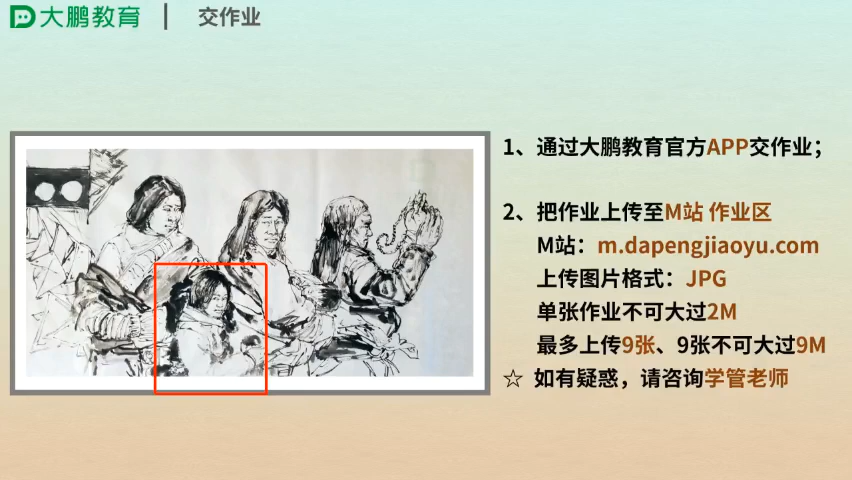 大鹏教育 | 交作业
1、通过大鹏教育官方APP交作业；
2、把作业上传至M站 作业区
M站：m.dapengjiaoyu.com
上传图片格式：JPG
单张作业不可大过2M
最多上传9张、9张不可大过9M
☆ 如有疑惑，请咨询学管老师